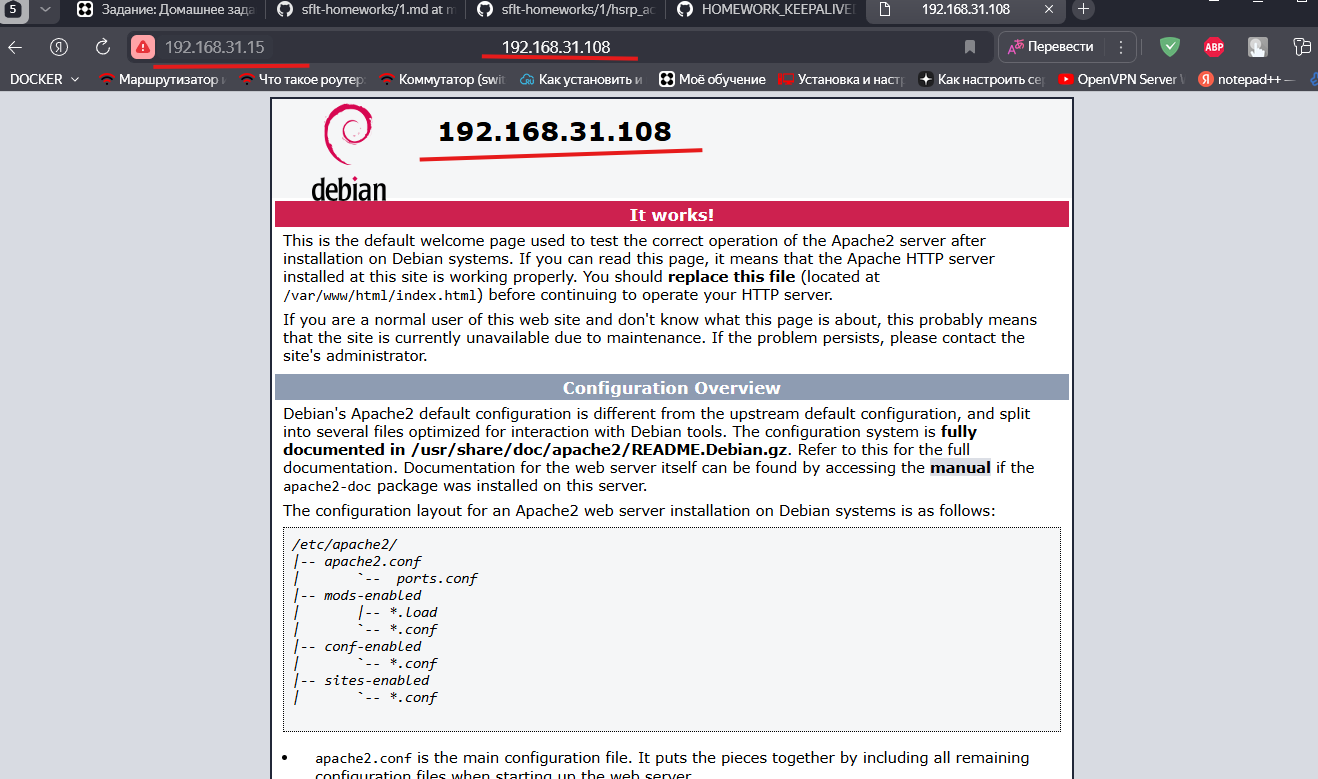 5
Задание: Домашнее зада
sflt-homeworks/1.md at m
sflt-homeworks/1/hsrp_ac
HOMEWORK_KEEPALIVE
192.168.31.108
192.168.31.15
192.168.31.108
Перевести
ABP
DOCKER
Маршрутизатор и
Что такое роутер:
Коммутатор (swit
Как установить и
Моё обучение
Установка и наст
Как настроить се
OpenVPN Server
notepad++ —
192.168.31.108
debian
It works!
This is the default welcome page used to test the correct operation of the Apache2 server after
installation on Debian systems. If you can read this page, it means that the Apache HTTP server
installed at this site is working properly. You should replace this file (located at
/var/www/html/index.html) before continuing to operate your HTTP server.
If you are a normal user of this web site and don't know what this page is about, this probably means
that the site is currently unavailable due to maintenance. If the problem persists, please contact the
site's administrator.
Configuration Overview
Debian's Apache2 default configuration is different from the upstream default configuration, and split
into several files optimized for interaction with Debian tools. The configuration system is fully
documented in /usr/share/doc/apache2/README.Debian.gz. Refer to this for the full
documentation. Documentation for the web server itself can be found by accessing the manual if the
apache2-doc package was installed on this server.
The configuration layout for an Apache2 web server installation on Debian systems is as follows:
/etc/apache2/
|-- apache2.conf
|       `--  ports.conf
|-- mods-enabled
|       |-- *.load
|       `-- *.conf
|-- conf-enabled
|       `-- *.conf
|-- sites-enabled
|       `-- *.conf
• apache2.conf is the main configuration file. It puts the pieces together by including all remaining
configuration files when starting up the web server.